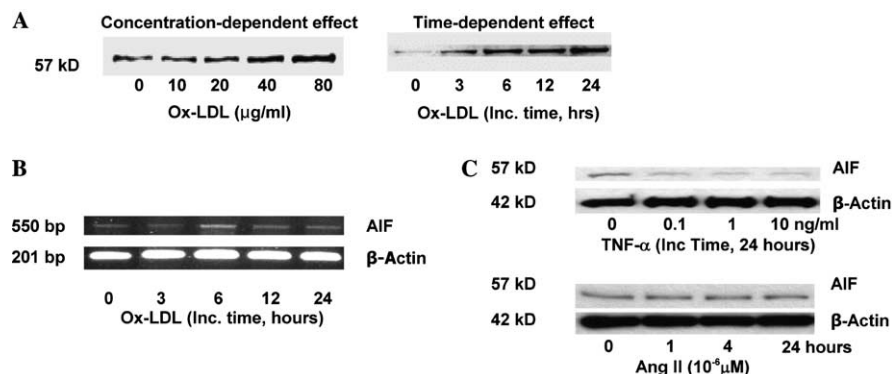 A
Concentration-dependent effect
Time-dependent effect
57 kD
0 10 20 40 80
0 3 6 12 24
Ox-LDL (μg/ml)
Ox-LDL (Inc. time, hrs)
B
550 bp AIF
201 bp β-Actin
0 3 6 12 24
Ox-LDL (Inc. time, hours)
C
57 kD AIF
42 kD β-Actin
0 0.1 1 10 ng/ml
TNF-α (Inc Time, 24 hours)
57 kD AIF
42 kD β-Actin
0 1 4 24 hours
Ang II (10⁻⁶μM)